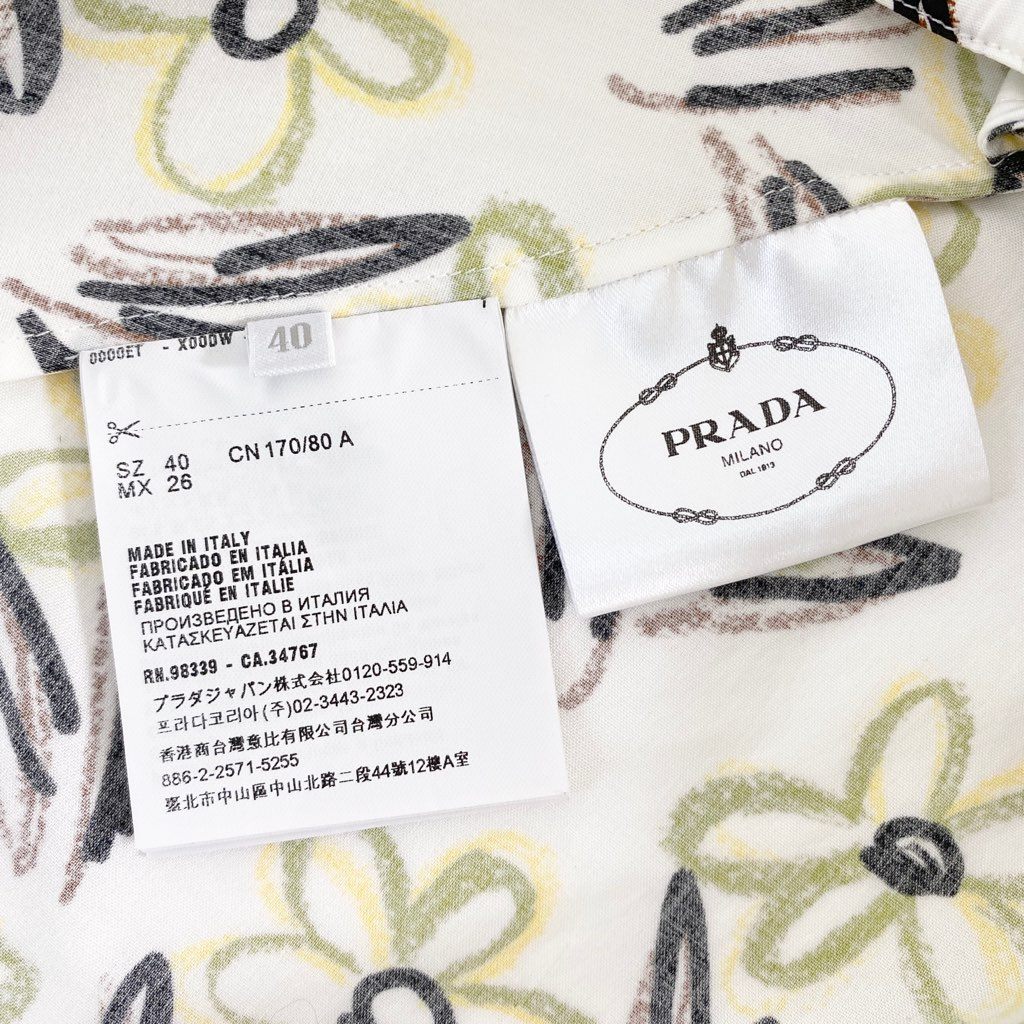 0000ET - X00DW
40
SZ 40 CN 170/80 A
MX 26
MADE IN ITALY
FABRICADO EN ITALIA
FABRICADO EM ITÁLIA
FABRIQUÉ EN ITALIE
ПРОИЗВЕДЕНО В ИТАЛИЯ
ΚΑΤΑΣΚΕΥΑΖΕΤΑΙ ΣΤΗΝ ΙΤΑΛΙΑ
RN.98339 - CA.34767
プラダジャパン株式会社0120-559-914
프라다코리아(주)02-3443-2323
香港商台灣意比有限公司台灣分公司
886-2-2571-5255
臺北市中山區中山北路二段44號12樓A室
PRADA
MILANO
DAL 1913